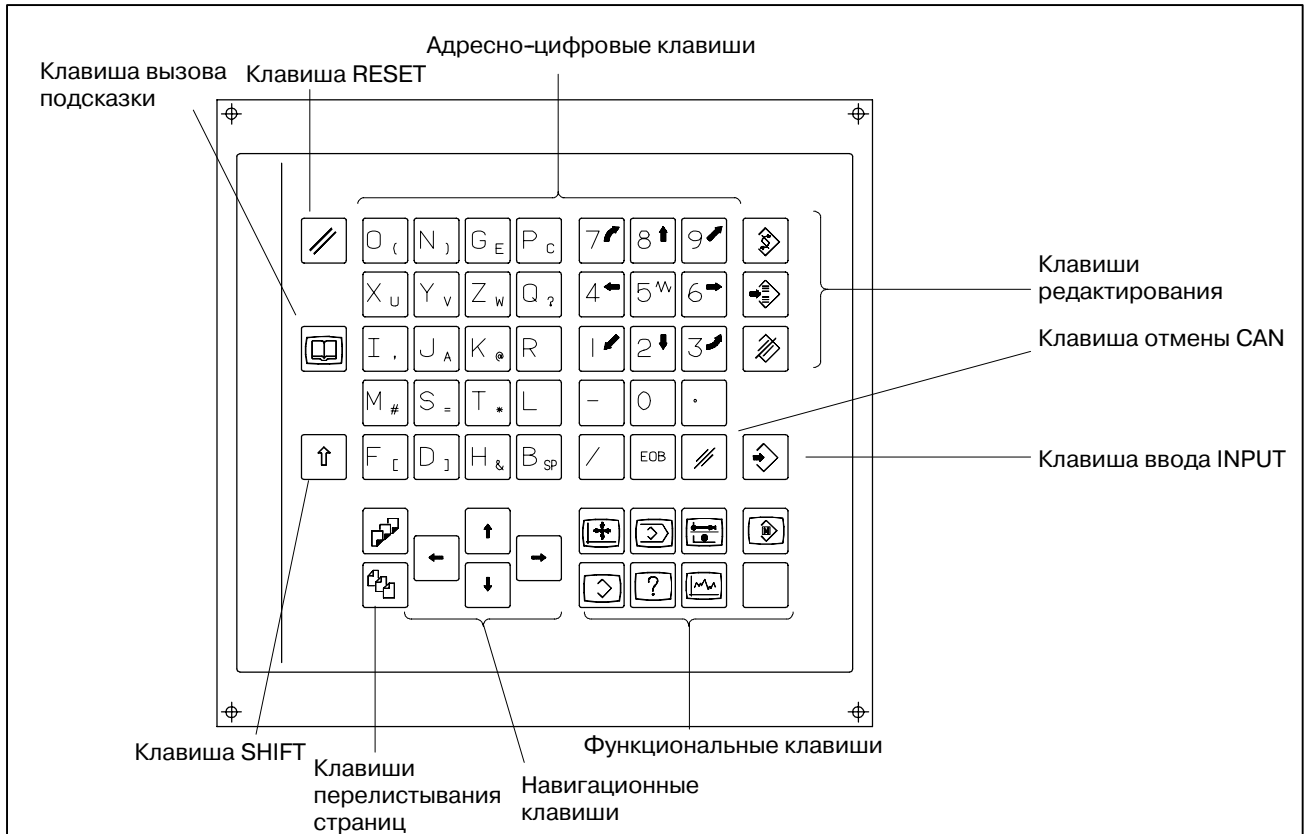 Адресно-цифровые клавиши
Клавиша вызова
подсказки
Клавиша RESET
O ( N ) G E P C 7 8 9
X U Y V Z W Q ? 4 5 6
I , J A K @ R 1 2 3
M # S = T * L - 0 .
F [ D ] H & B SP / EOB
?
M
Клавиши
редактирования
Клавиша отмены CAN
Клавиша ввода INPUT
Клавиша SHIFT
Клавиши
перелистывания
страниц
Навигационные
клавиши
Функциональные клавиши